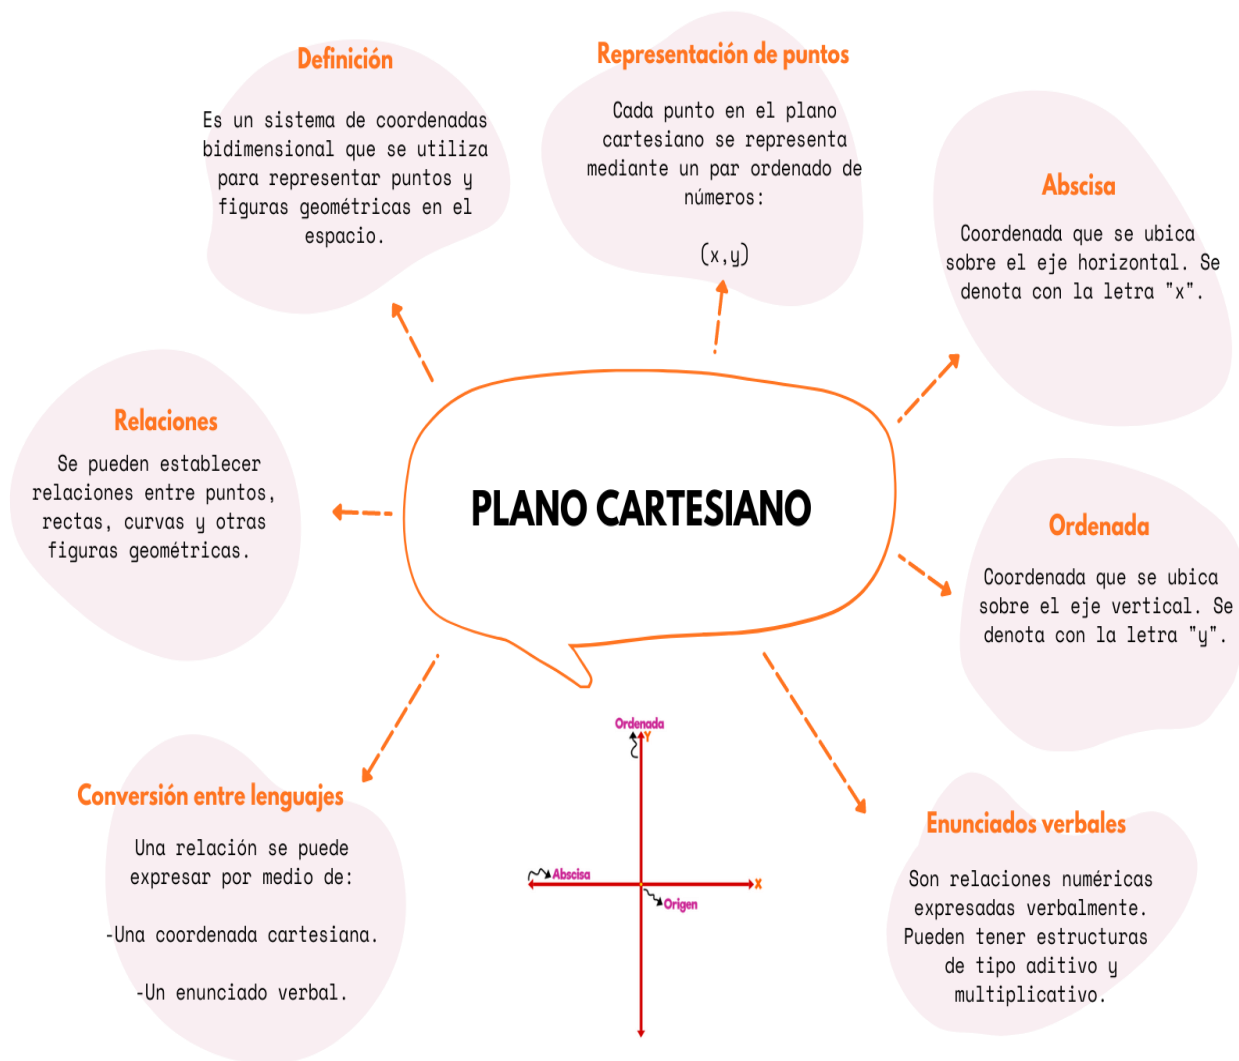 Definición
Es un sistema de coordenadas
bidimensional que se utiliza
para representar puntos y
figuras geométricas en el
espacio.
Representación de puntos
Cada punto en el plano
cartesiano se representa
mediante un par ordenado de
números:
(x,y)
Abscisa
Coordenada que se ubica
sobre el eje horizontal. Se
denota con la letra "x".
Relaciones
Se pueden establecer
relaciones entre puntos,
rectas, curvas y otras
figuras geométricas.
PLANO CARTESIANO
Ordenada
Coordenada que se ubica
sobre el eje vertical. Se
denota con la letra "y".
Conversión entre lenguajes
Una relación se puede
expresar por medio de:
-Una coordenada cartesiana.
-Un enunciado verbal.
Ordenada
Y
Abscisa
X
Origen
Enunciados verbales
Son relaciones numéricas
expresadas verbalmente.
Pueden tener estructuras
de tipo aditivo y
multiplicativo.